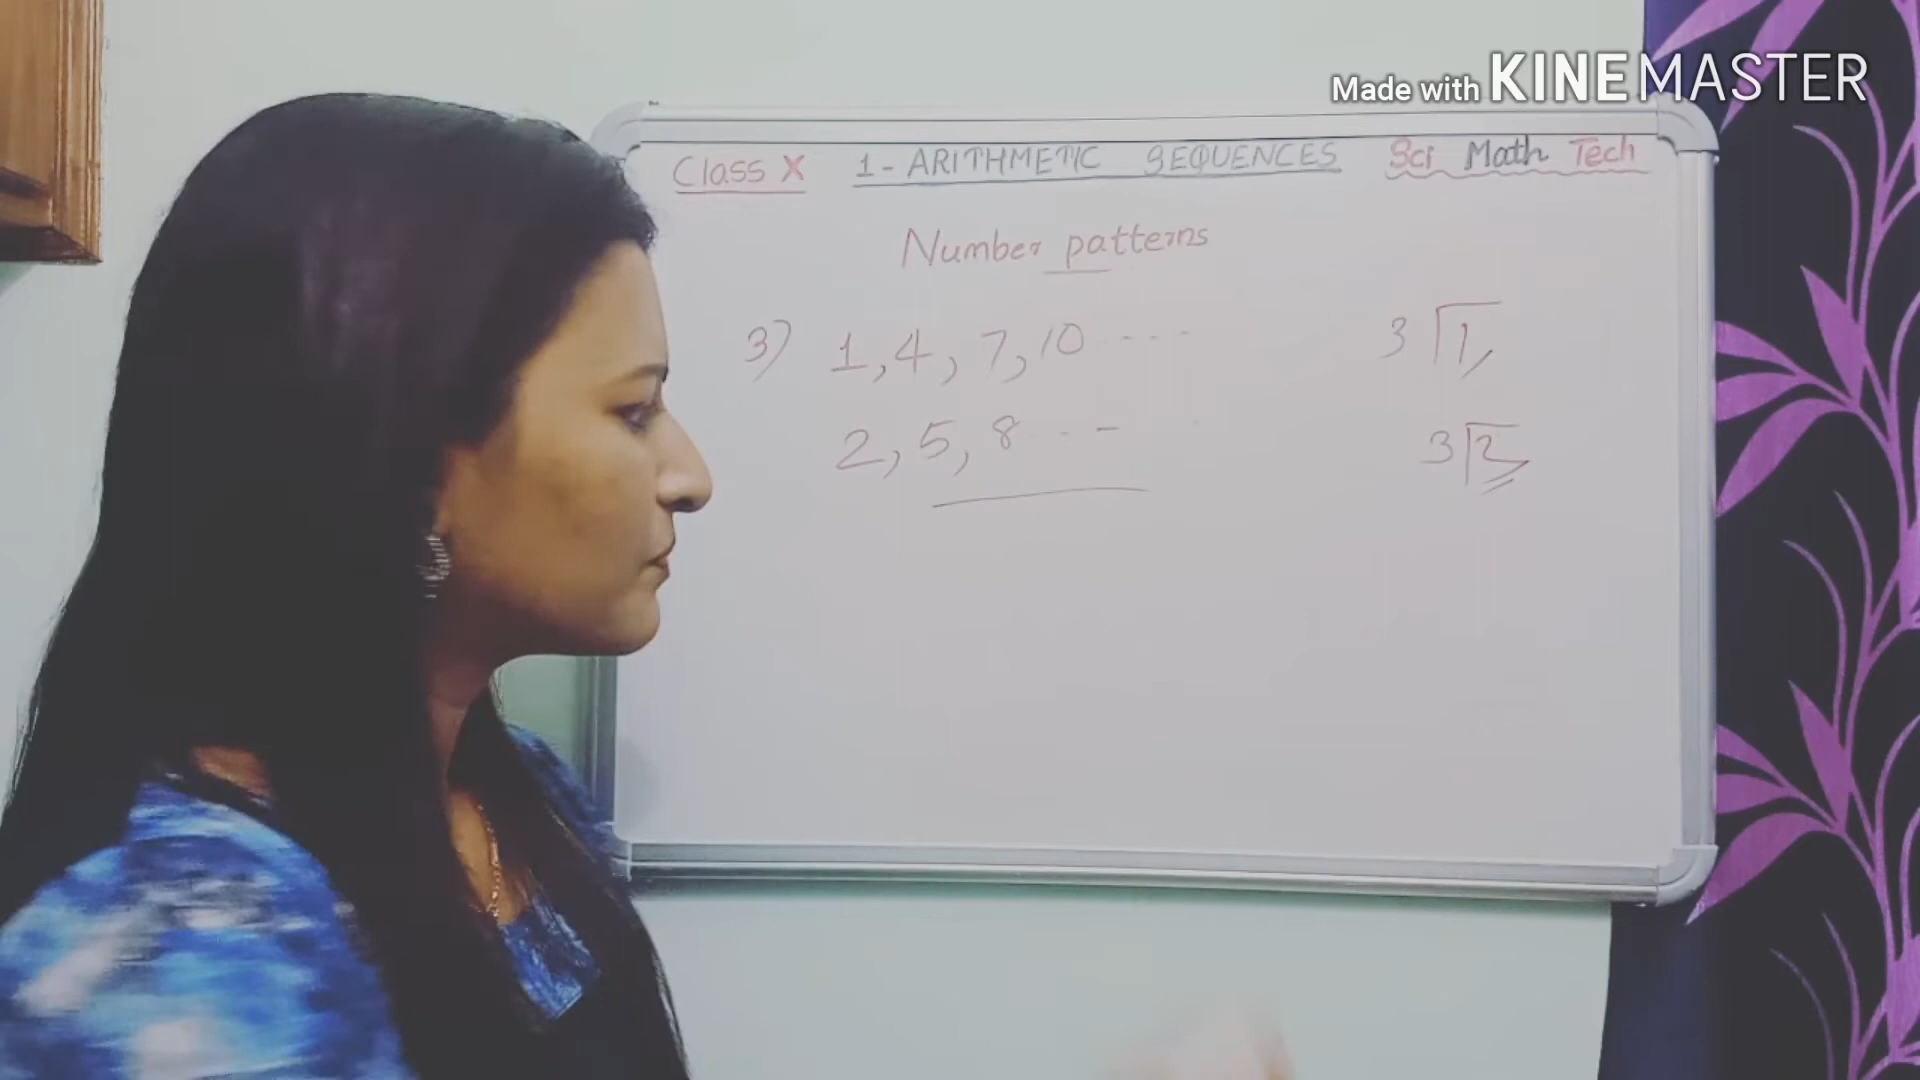 Made with KINEMASTER
Class X 1 - ARITHMETIC SEQUENCES Sci Math Tech
Number patterns
3) 1, 4, 7, 10 .... 3 1
2, 5, 8 ... 3 2